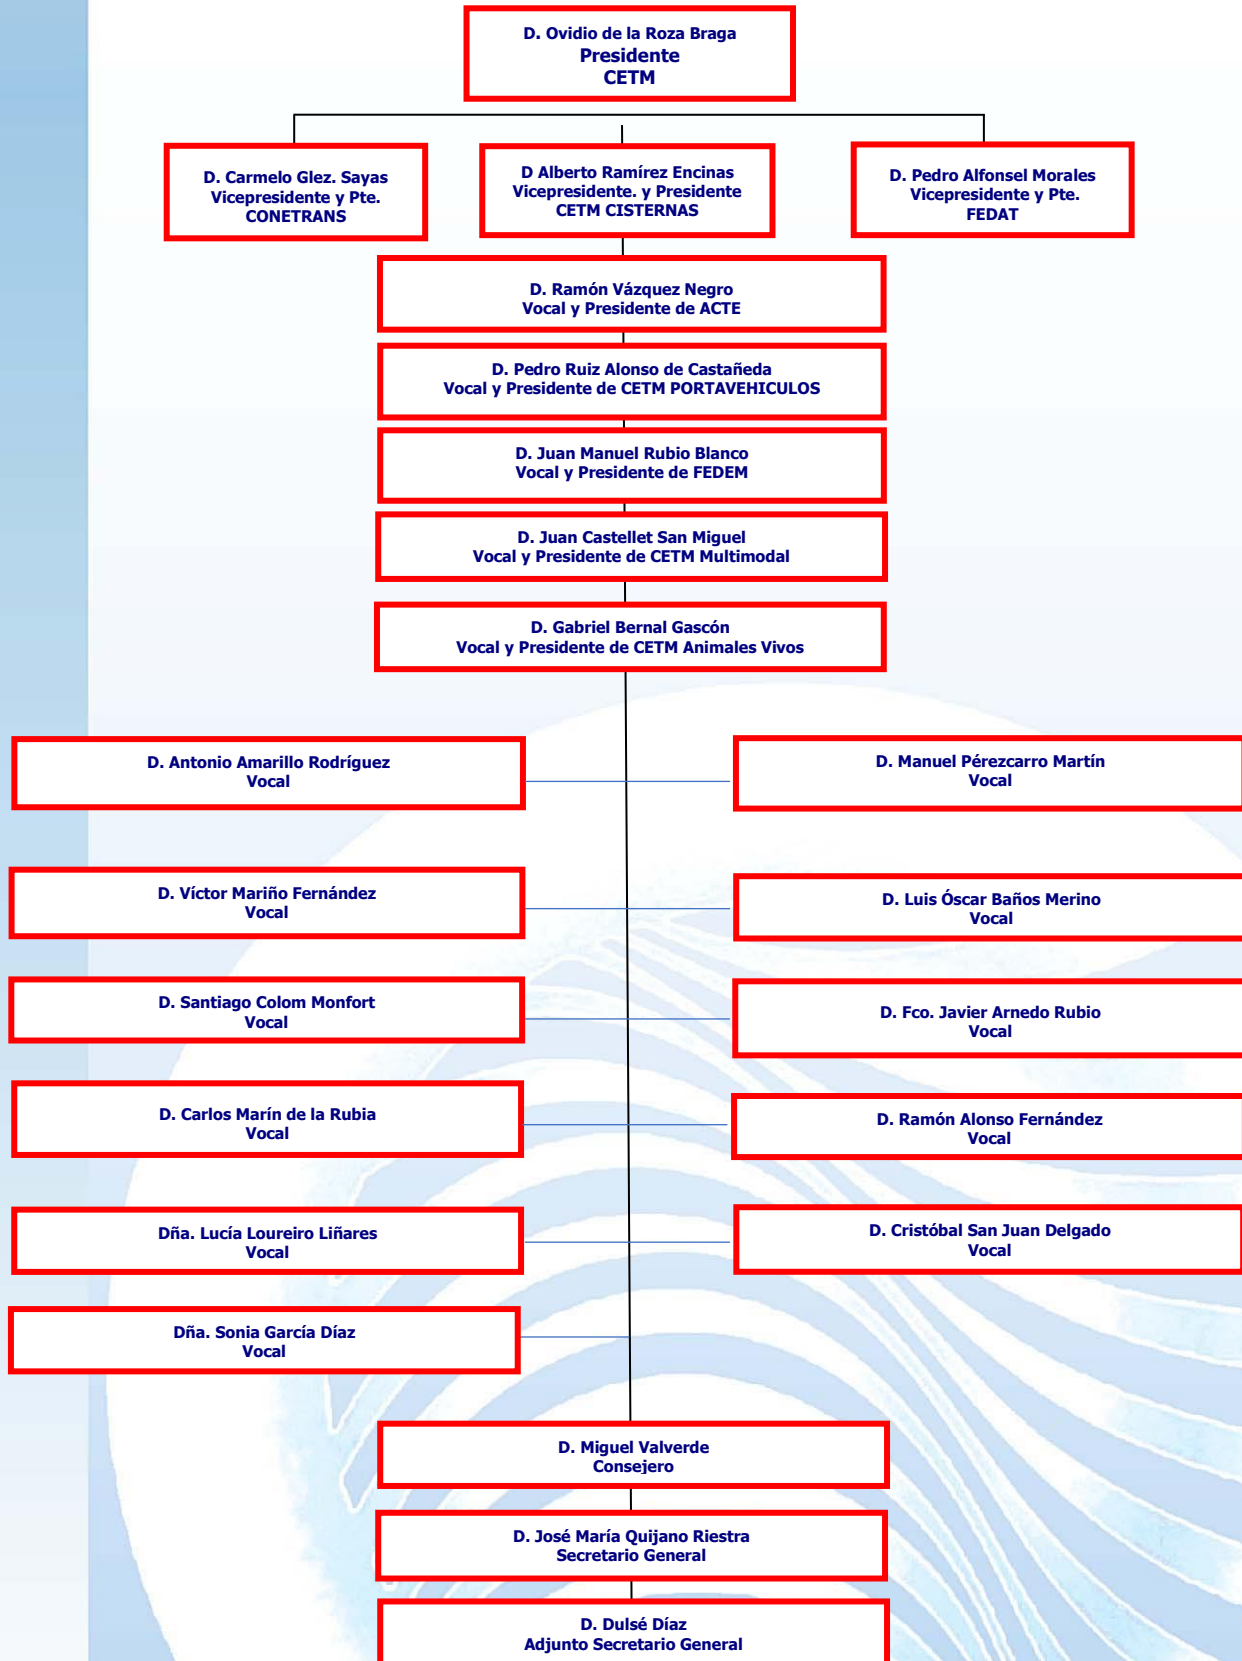 D. Ovidio de la Roza Braga
Presidente
CETM
D. Carmelo Glez. Sayas
Vicepresidente y Pte.
CONETRANS
D Alberto Ramírez Encinas
Vicepresidente. y Presidente
CETM CISTERNAS
D. Pedro Alfonsel Morales
Vicepresidente y Pte.
FEDAT
D. Ramón Vázquez Negro
Vocal y Presidente de ACTE
D. Pedro Ruiz Alonso de Castañeda
Vocal y Presidente de CETM PORTAVEHICULOS
D. Juan Manuel Rubio Blanco
Vocal y Presidente de FEDEM
D. Juan Castellet San Miguel
Vocal y Presidente de CETM Multimodal
D. Gabriel Bernal Gascón
Vocal y Presidente de CETM Animales Vivos
D. Antonio Amarillo Rodríguez
Vocal
D. Manuel Pérezcarro Martín
Vocal
D. Víctor Mariño Fernández
Vocal
D. Luis Óscar Baños Merino
Vocal
D. Santiago Colom Monfort
Vocal
D. Fco. Javier Arnedo Rubio
Vocal
D. Carlos Marín de la Rubia
Vocal
D. Ramón Alonso Fernández
Vocal
Dña. Lucía Loureiro Liñares
Vocal
D. Cristóbal San Juan Delgado
Vocal
Dña. Sonia García Díaz
Vocal
D. Miguel Valverde
Consejero
D. José María Quijano Riestra
Secretario General
D. Dulsé Díaz
Adjunto Secretario General